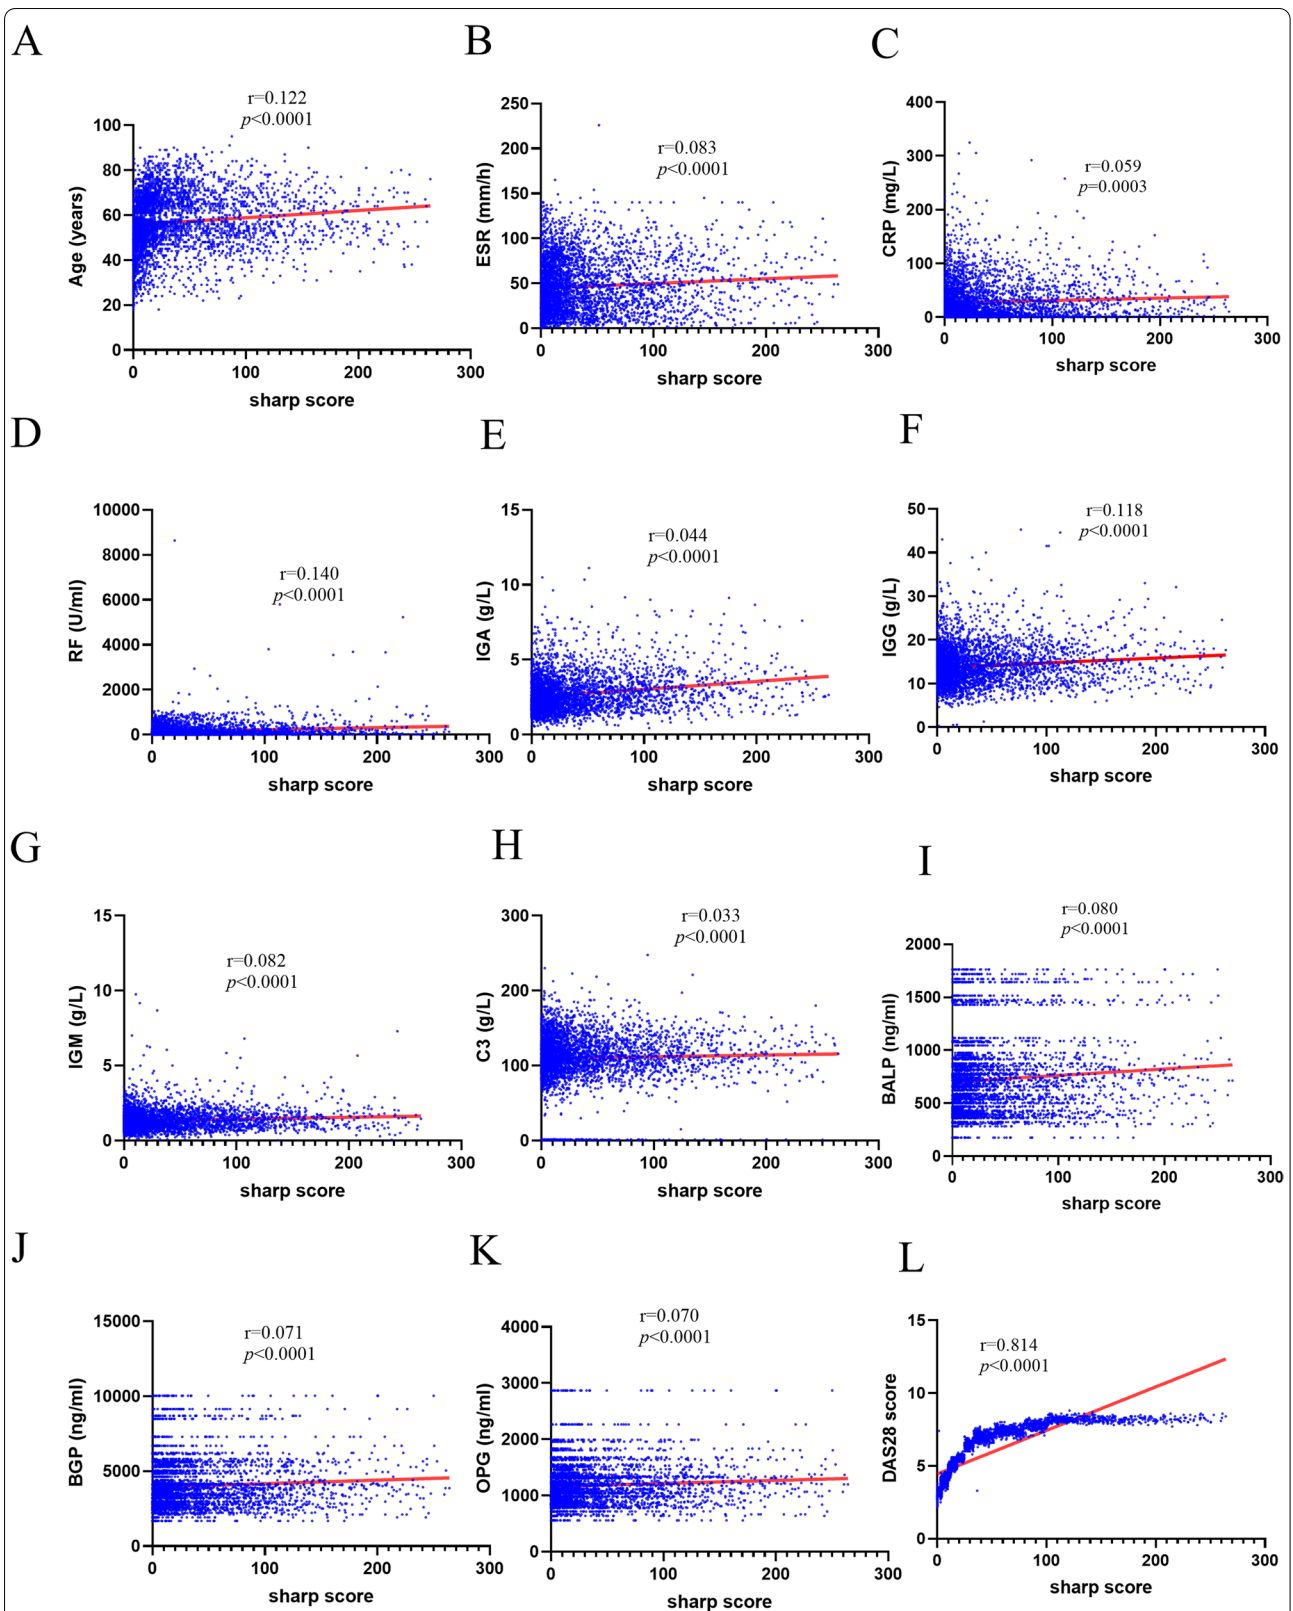 A
r=0.122
p<0.0001
100
80
60
40
20
0
Age (years)
0 100 200 300
sharp score
B
r=0.083
p<0.0001
250
200
150
100
50
0
ESR (mm/h)
0 100 200 300
sharp score
C
r=0.059
p=0.0003
400
300
200
100
0
CRP (mg/L)
0 100 200 300
sharp score
D
r=0.140
p<0.0001
10000
8000
6000
4000
2000
0
RF (U/ml)
0 100 200 300
sharp score
E
r=0.044
p<0.0001
15
10
5
0
IGA (g/L)
0 100 200 300
sharp score
F
r=0.118
p<0.0001
50
40
30
20
10
0
IGG (g/L)
0 100 200 300
sharp score
G
r=0.082
p<0.0001
15
10
5
0
IGM (g/L)
0 100 200 300
sharp score
H
r=0.033
p<0.0001
300
200
100
0
C3 (g/L)
0 100 200 300
sharp score
I
r=0.080
p<0.0001
2000
1500
1000
500
0
BALP (ng/ml)
0 100 200 300
sharp score
J
r=0.071
p<0.0001
15000
10000
5000
0
BGP (ng/ml)
0 100 200 300
sharp score
K
r=0.070
p<0.0001
4000
3000
2000
1000
0
OPG (ng/ml)
0 100 200 300
sharp score
L
r=0.814
p<0.0001
15
10
5
0
DAS28 score
0 100 200 300
sharp score